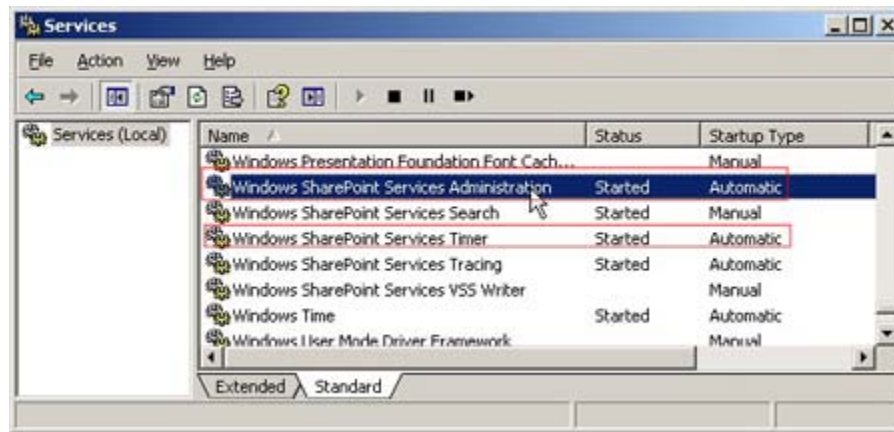 Services
File Action View Help
Services (Local)
Name Status Startup Type
Windows Presentation Foundation Font Cach... Manual
Windows SharePoint Services Administration Started Automatic
Windows SharePoint Services Search Started Manual
Windows SharePoint Services Timer Started Automatic
Windows SharePoint Services Tracing Started Automatic
Windows SharePoint Services VSS Writer Manual
Windows Time Started Automatic
Windows User Mode Driver Framework Manual
Extended Standard